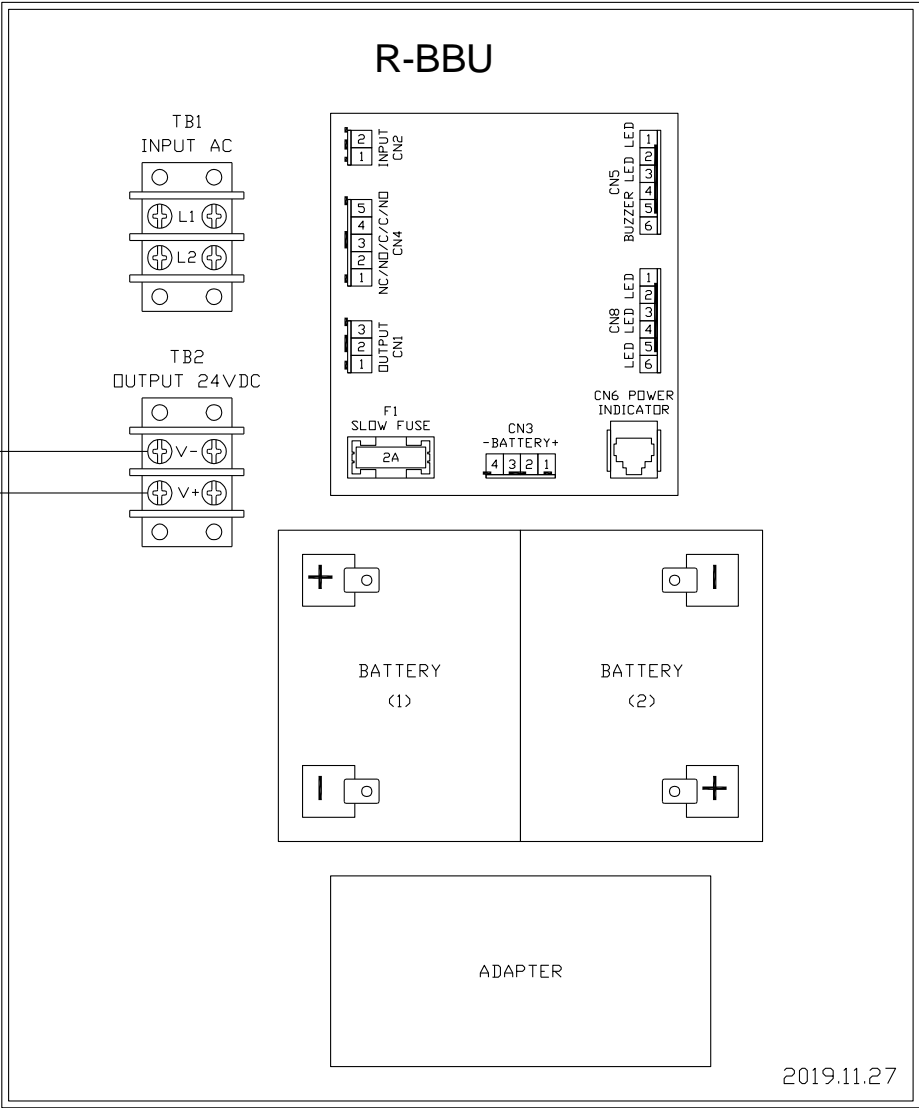 R-BBU
TB1
INPUT AC
L1
L2
TB2
OUTPUT 24VDC
V-
V+
2
1
INPUT
CN2
5
4
3
2
1
NC/NO/C/C/NO
CN4
3
2
1
OUTPUT
CN1
F1
SLOW FUSE
2A
CN3
-BATTERY+
4 3 2 1
CN5
BUZZER LED LED
1
2
3
4
5
6
CN8
LED LED LED
1
2
3
4
5
6
CN6 POWER
INDICATOR
+
-
BATTERY
(1)
BATTERY
(2)
-
+
ADAPTER
2019.11.27